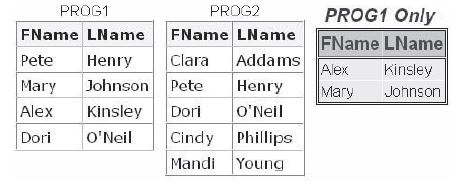 PROG1
FName LName
Pete Henry
Mary Johnson
Alex Kinsley
Dori O'Neil
PROG2
FName LName
Clara Addams
Pete Henry
Dori O'Neil
Cindy Phillips
Mandi Young
PROG1 Only
FName LName
Alex Kinsley
Mary Johnson